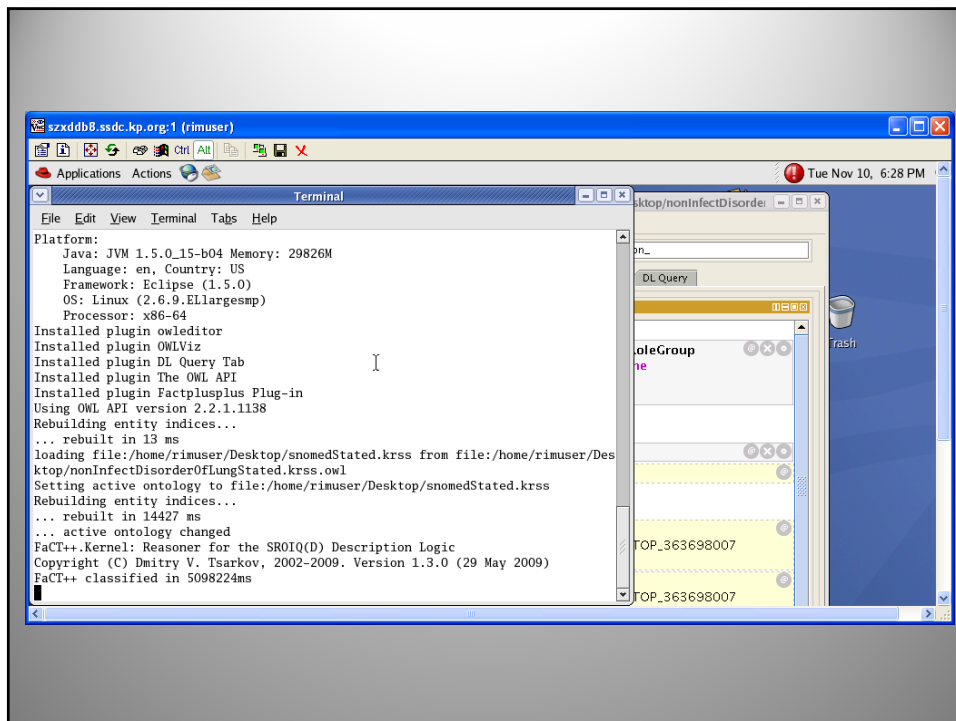 szxddb8.ssdc.kp.org:1 (rimuser)
Ctrl Alt
Applications Actions
Tue Nov 10, 6:28 PM
Terminal
File Edit View Terminal Tabs Help
Platform:
Java: JVM 1.5.0_15-b04 Memory: 29826M
Language: en, Country: US
Framework: Eclipse (1.5.0)
OS: Linux (2.6.9.ELlargesmp)
Processor: x86-64
Installed plugin owleditor
Installed plugin OWLViz
Installed plugin DL Query Tab
Installed plugin The OWL API
Installed plugin Factplusplus Plug-in
Using OWL API version 2.2.1.1138
Rebuilding entity indices...
... rebuilt in 13 ms
loading file:/home/rimuser/Desktop/snomedStated.krss from file:/home/rimuser/Des
ktop/nonInfectDisorderOfLungStated.krss.owl
Setting active ontology to file:/home/rimuser/Desktop/snomedStated.krss
Rebuilding entity indices...
... rebuilt in 14427 ms
... active ontology changed
FaCT++.Kernel: Reasoner for the SROIQ(D) Description Logic
Copyright (C) Dmitry V. Tsarkov, 2002-2009. Version 1.3.0 (29 May 2009)
FaCT++ classified in 5098224ms
sktop/nonInfectDisorde
on_
DL Query
oleGroup
ne
TOP_363698007
TOP_363698007
Trash